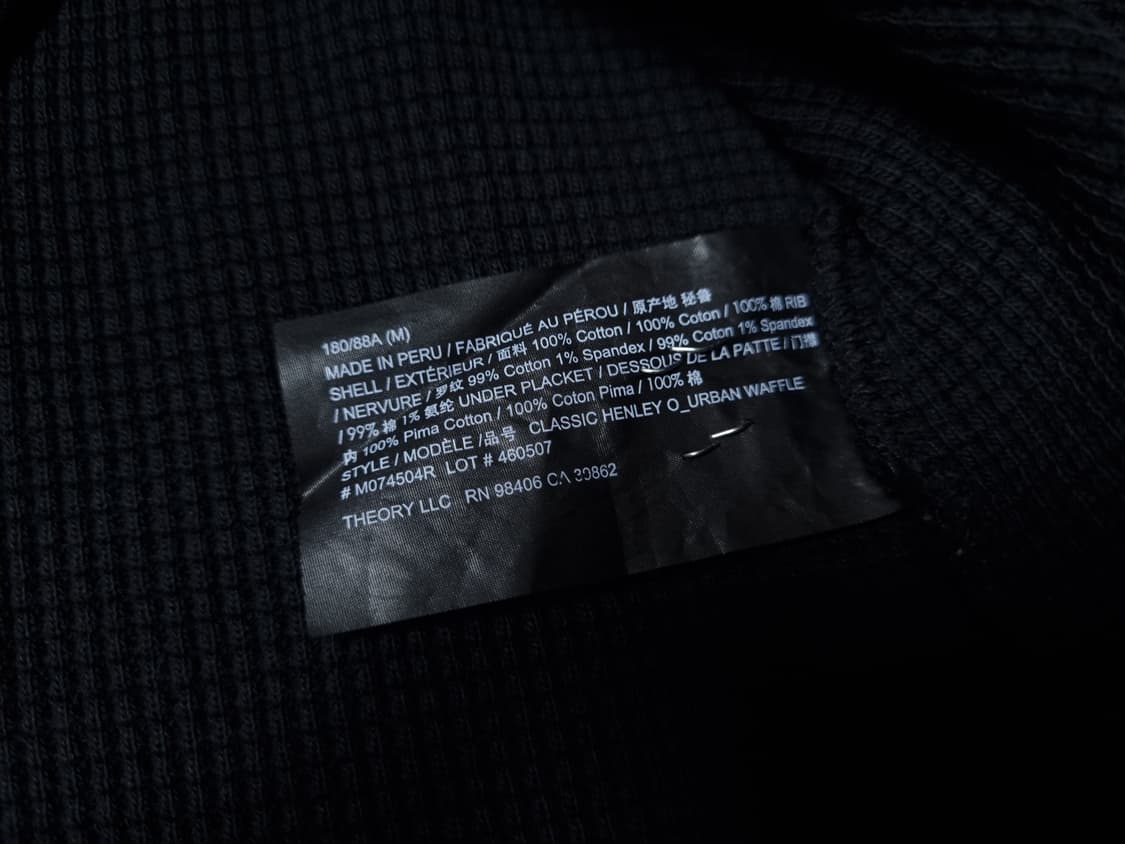 180/88A (M)
MADE IN PERU / FABRIQUÉ AU PÉROU / 原产地 秘鲁
SHELL / EXTÉRIEUR / 面料 100% Cotton / 100% Coton / 100% 棉 RIB
/ NERVURE / 罗纹 99% Cotton 1% Spandex / 99% Coton 1% Spandex
/ 99% 棉 1% 氨纶 UNDER PLACKET / DESSOUS DE LA PATTE / 门襟
内 100% Pima Cotton / 100% Coton Pima / 100% 棉
STYLE / MODÈLE /品号 CLASSIC HENLEY O_URBAN WAFFLE
# M074504R LOT # 460507
THEORY LLC RN 98406 CA 30862